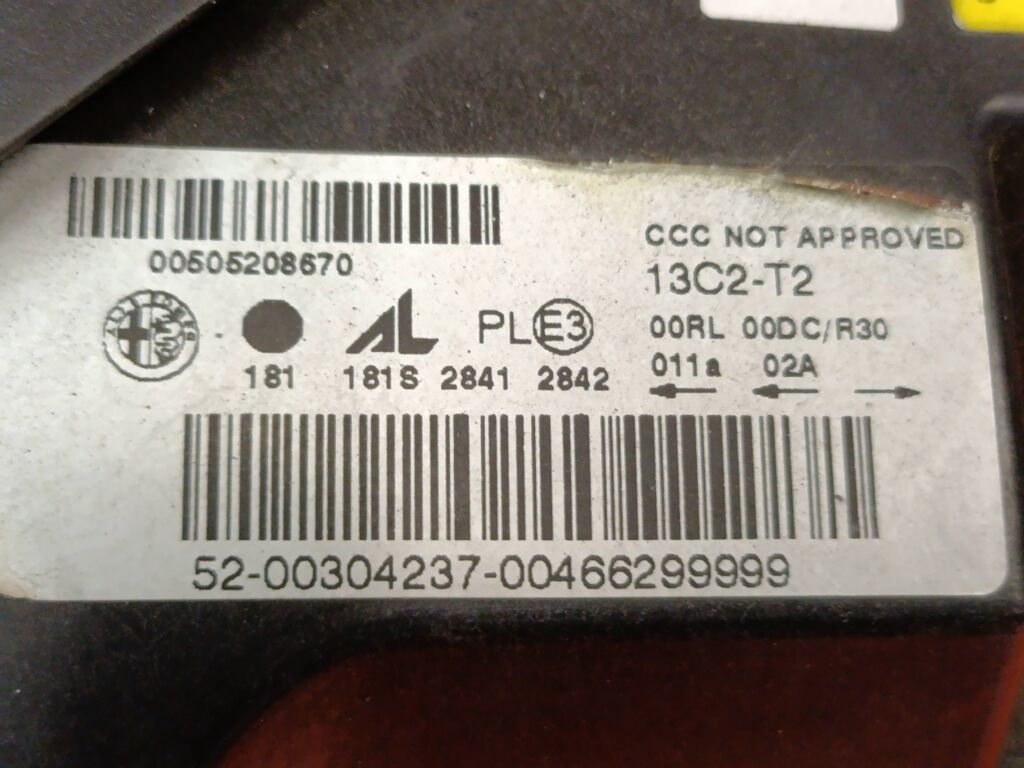 00505208670
CCC NOT APPROVED
13C2-T2
AL PL E3
00RL 00DC/R30
181 181S 2841 2842
011a 02A
52-00304237-00466299999